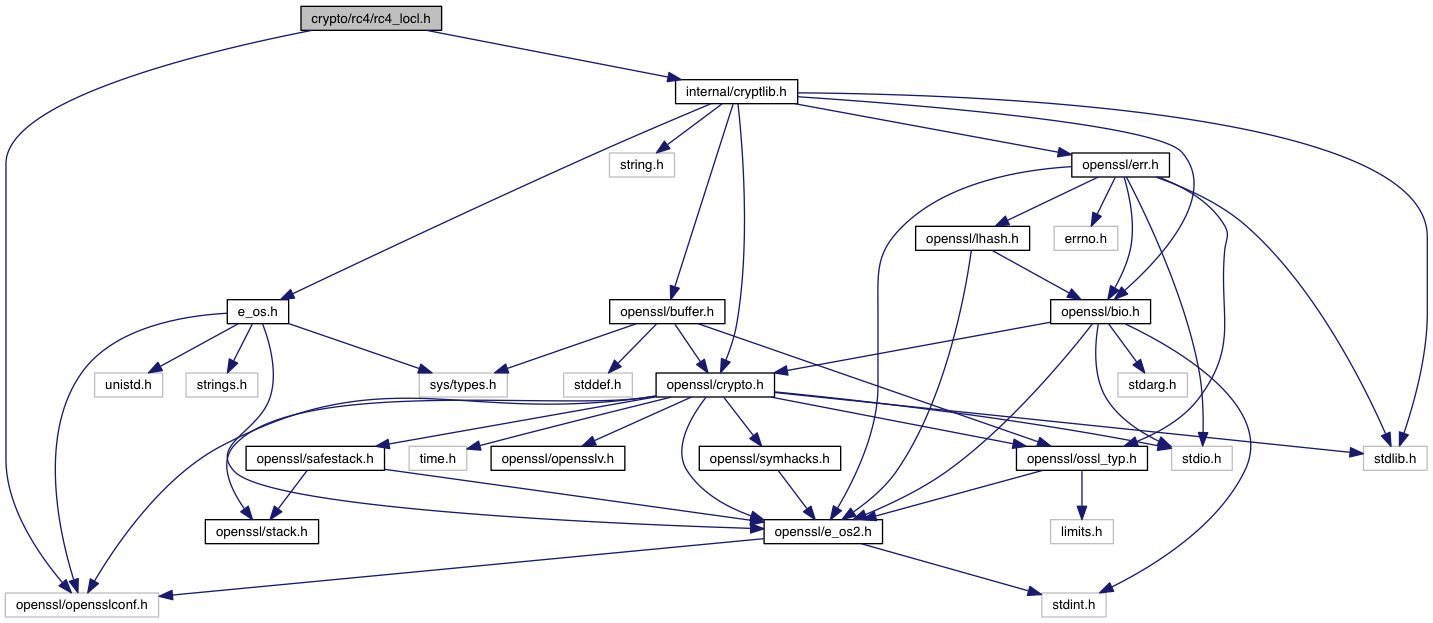 crypto/rc4/rc4_locl.h
internal/cryptlib.h
string.h
openssl/err.h
openssl/lhash.h
errno.h
e_os.h
openssl/buffer.h
openssl/bio.h
unistd.h
strings.h
sys/types.h
stddef.h
openssl/crypto.h
stdarg.h
openssl/safestack.h
time.h
openssl/opensslv.h
openssl/symhacks.h
openssl/ossl_typ.h
stdio.h
stdlib.h
openssl/stack.h
openssl/e_os2.h
limits.h
openssl/opensslconf.h
stdint.h